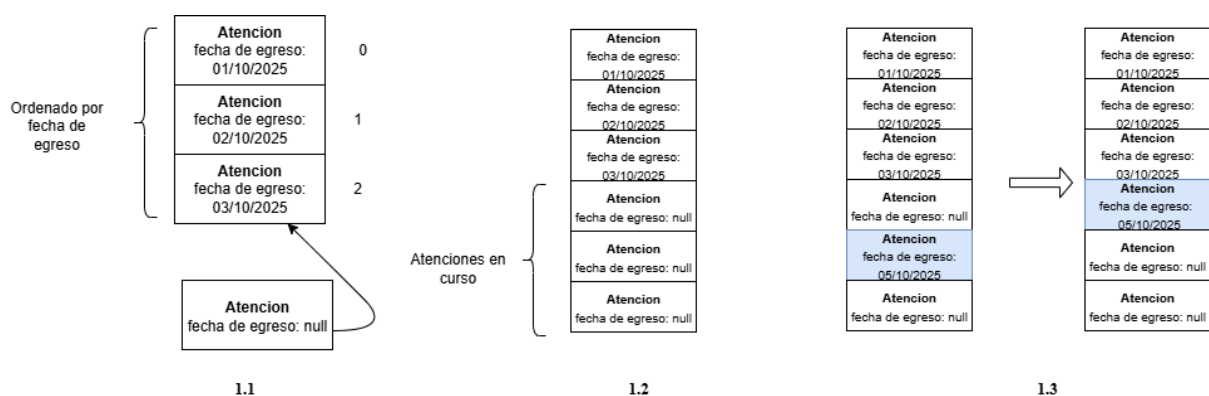 Atencion
fecha de egreso:
01/10/2025
0
Ordenado por
fecha de
egreso
Atencion
fecha de egreso:
02/10/2025
1
Atencion
fecha de egreso:
03/10/2025
2
Atencion
fecha de egreso: null
1.1
Atencion
fecha de egreso:
01/10/2025
Atencion
fecha de egreso:
02/10/2025
Atencion
fecha de egreso:
03/10/2025
Atenciones en
curso
Atencion
fecha de egreso: null
Atencion
fecha de egreso: null
Atencion
fecha de egreso: null
1.2
Atencion
fecha de egreso:
01/10/2025
Atencion
fecha de egreso:
02/10/2025
Atencion
fecha de egreso:
03/10/2025
Atencion
fecha de egreso: null
Atencion
fecha de egreso:
05/10/2025
Atencion
fecha de egreso: null
Atencion
fecha de egreso:
01/10/2025
Atencion
fecha de egreso:
02/10/2025
Atencion
fecha de egreso:
03/10/2025
Atencion
fecha de egreso:
05/10/2025
Atencion
fecha de egreso: null
Atencion
fecha de egreso: null
1.3